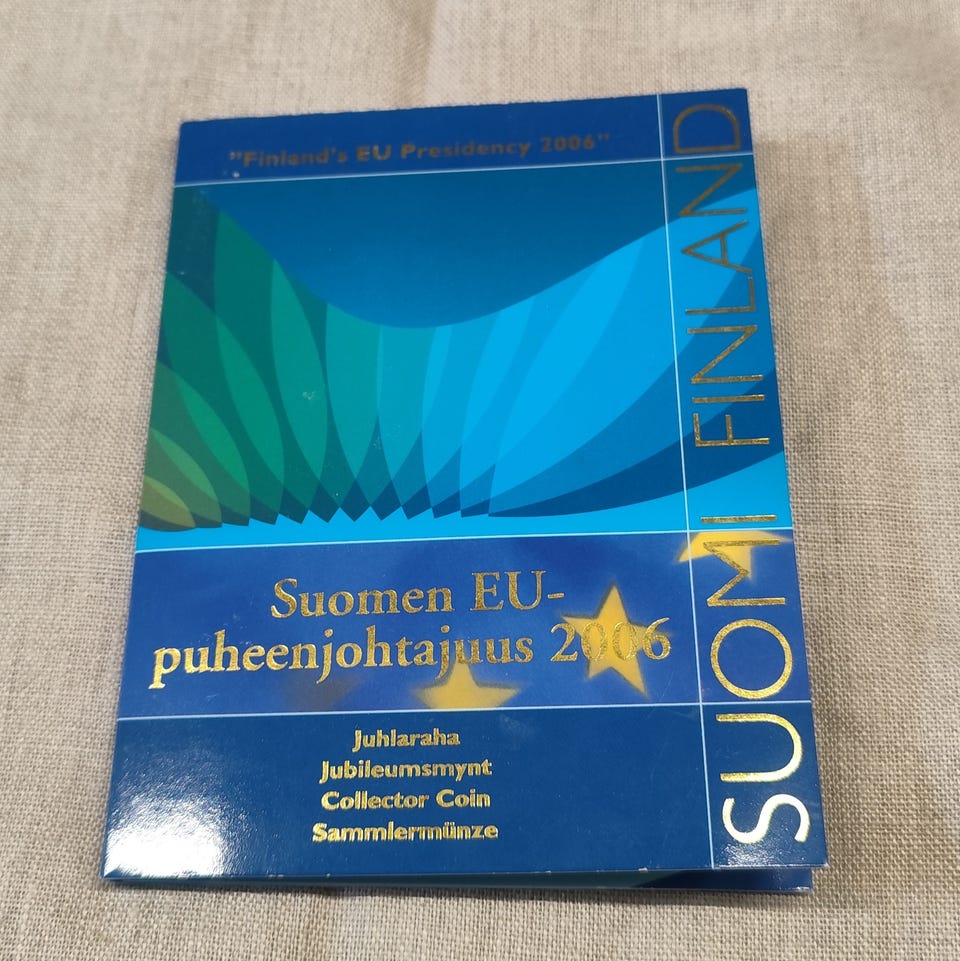 "Finland's EU Presidency 2006"
SUOMI FINLAND
Suomen EU-
puheenjohtajuus 2006
Juhlaraha
Jubileumsmynt
Collector Coin
Sammlermünze